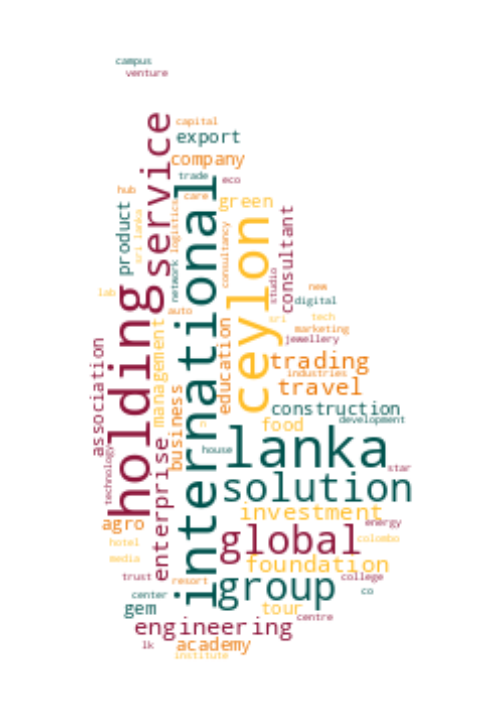 campus
venture
service
capital
export
company
trade
eco
hub
care
green
product
sri lanka
logistics
international
ceylon
consultant
consultancy
network
studio
lab
holding
new
digital
auto
sri
tech
marketing
jewellery
education
management
association
trading
industries
travel
business
construction
development
food
n
lanka
house
enterprise
technology
star
solution
investment
agro
energy
global
colombo
hotel
media
foundation
trust
resort
college
group
center
co
gem
tour
centre
engineering
lk
academy
institute